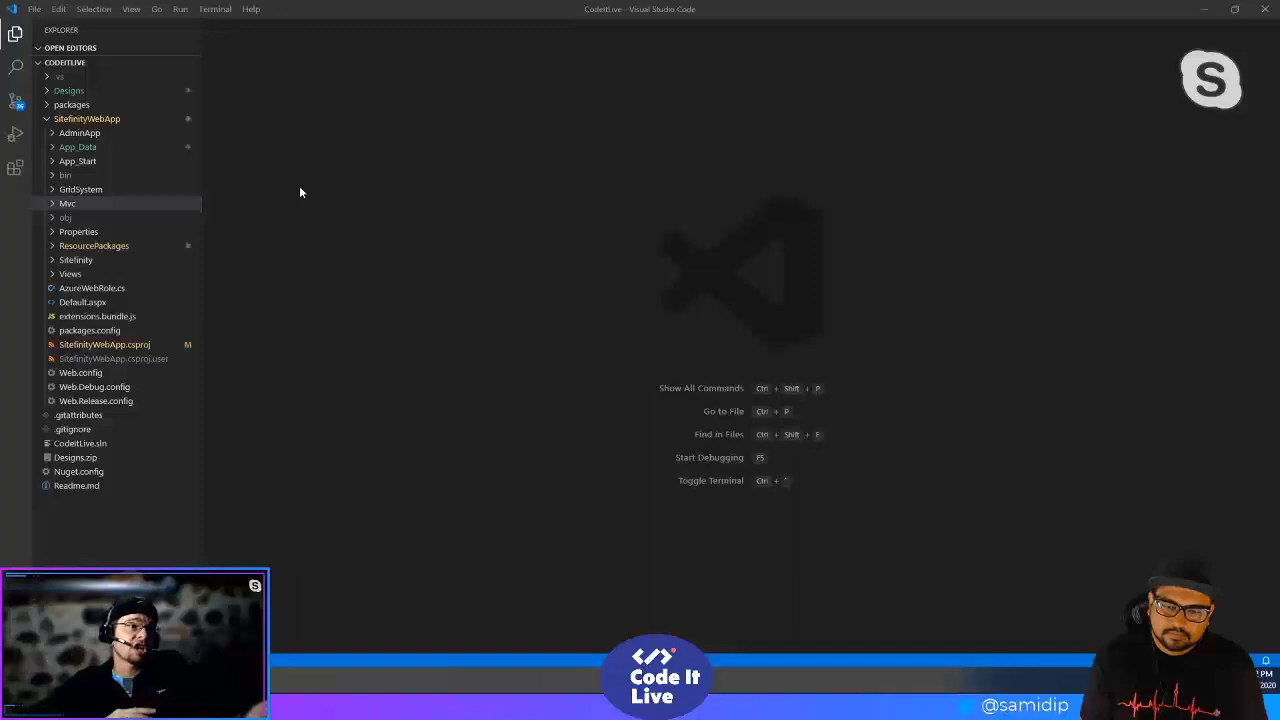 File Edit Selection View Go Run Terminal Help
CodeItLive - Visual Studio Code
EXPLORER
OPEN EDITORS
CODEITLIVE
.vs
Designs
packages
SitefinityWebApp
AdminApp
App_Data
App_Start
bin
GridSystem
Mvc
obj
Properties
ResourcePackages
Sitefinity
Views
AzureWebRole.cs
Default.aspx
extensions.bundle.js
packages.config
SitefinityWebApp.csproj M
SitefinityWebApp.csproj.user
Web.config
Web.Debug.config
Web.Release.config
.gitattributes
.gitignore
CodeItLive.sln
Designs.zip
Nuget.config
Readme.md
Show All Commands Ctrl + Shift + P
Go to File Ctrl + P
Find in Files Ctrl + Shift + F
Start Debugging F5
Toggle Terminal Ctrl + `
S
S
</>
Code It
Live
PM
2020
@samidip